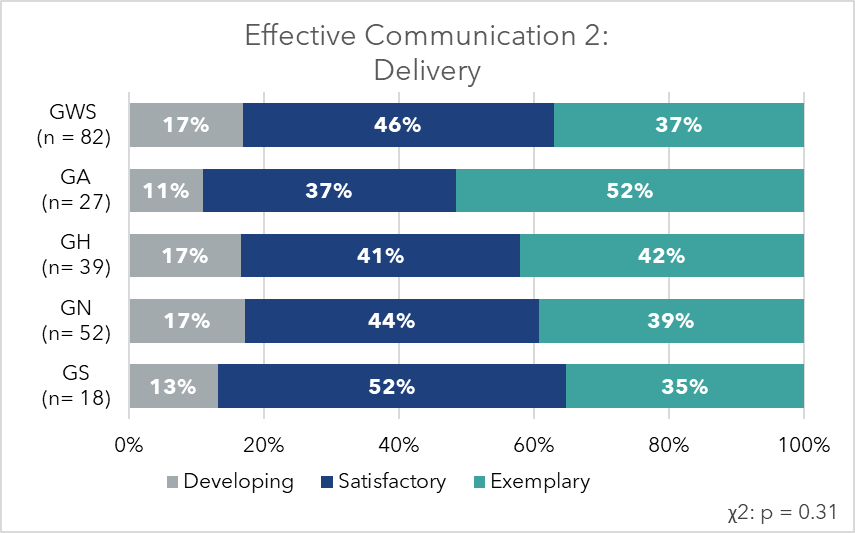 Effective Communication 2:
Delivery
GWS
(n = 82)
17% 46% 37%
GA
(n= 27)
11% 37% 52%
GH
(n= 39)
17% 41% 42%
GN
(n= 52)
17% 44% 39%
GS
(n= 18)
13% 52% 35%
0% 20% 40% 60% 80% 100%
Developing Satisfactory Exemplary
χ2: p = 0.31